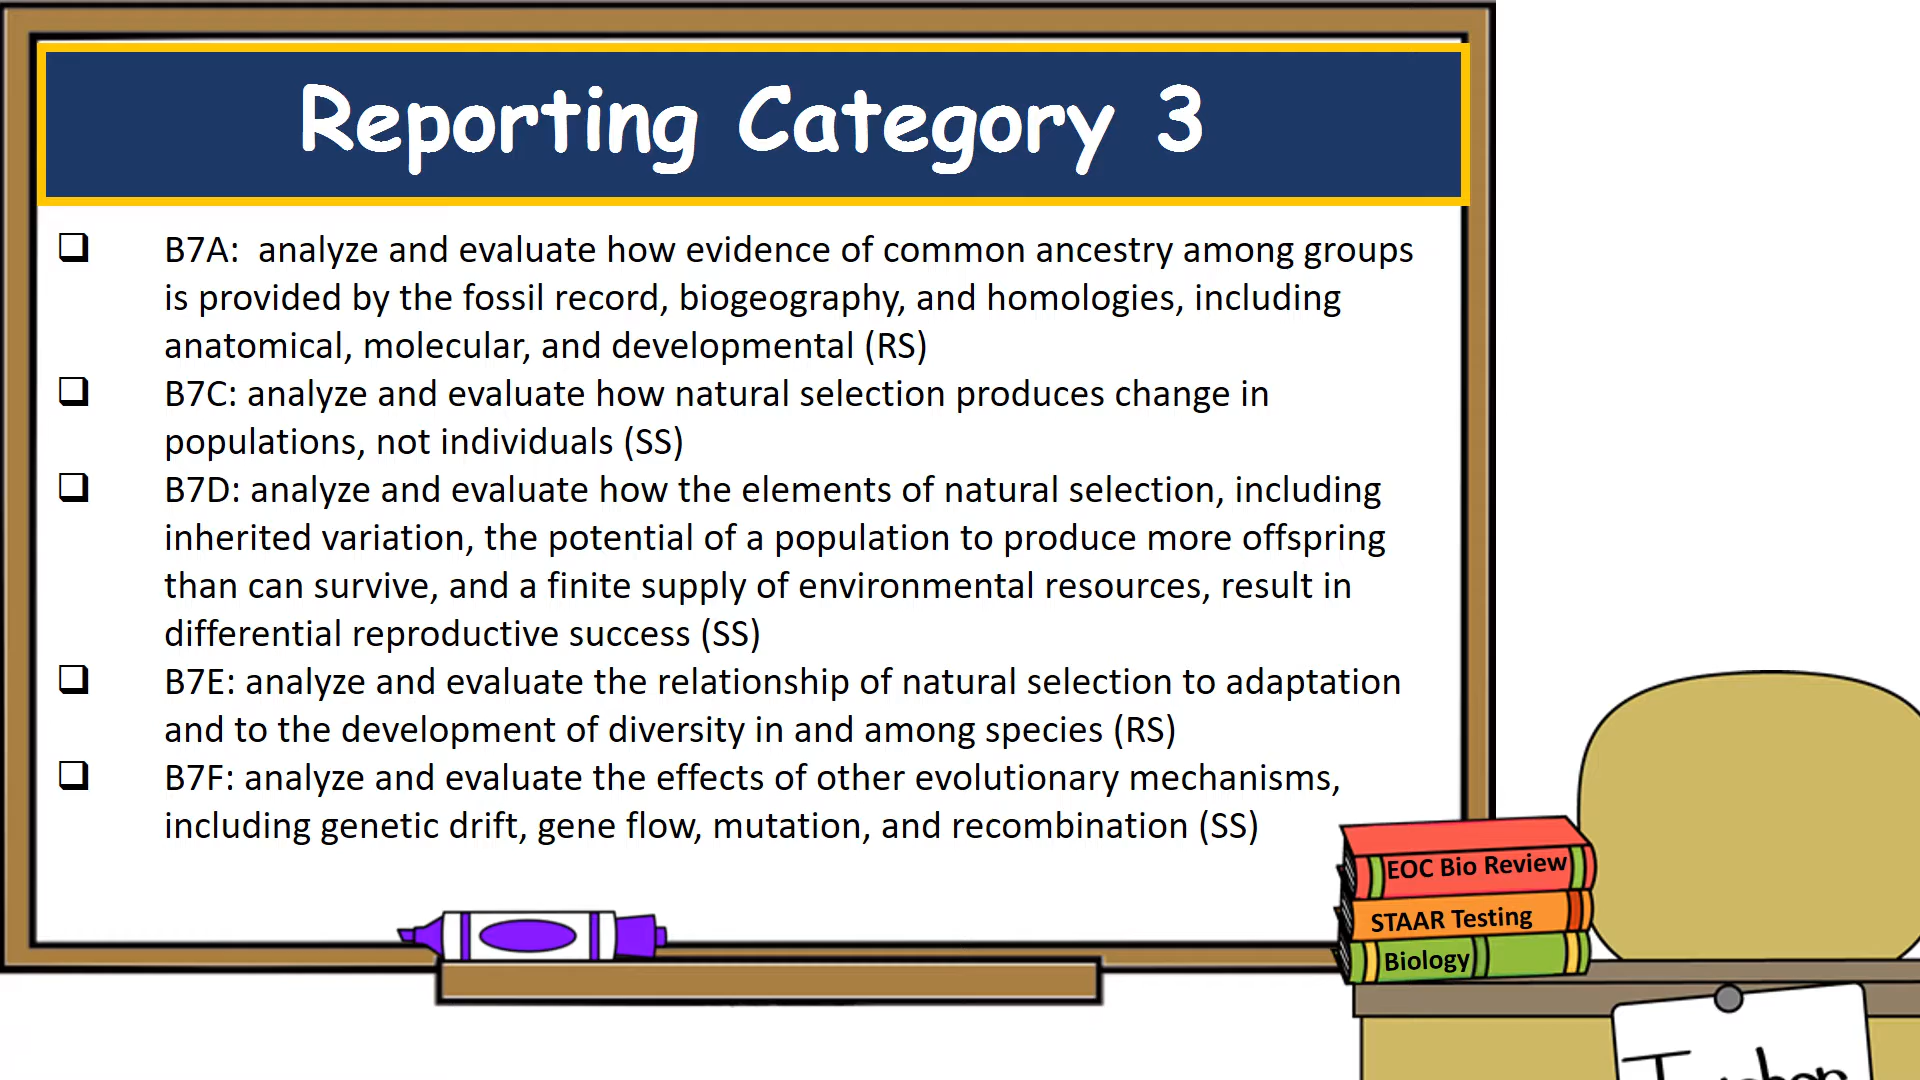 Reporting Category 3
❑ B7A:  analyze and evaluate how evidence of common ancestry among groups
is provided by the fossil record, biogeography, and homologies, including
anatomical, molecular, and developmental (RS)
❑ B7C: analyze and evaluate how natural selection produces change in
populations, not individuals (SS)
❑ B7D: analyze and evaluate how the elements of natural selection, including
inherited variation, the potential of a population to produce more offspring
than can survive, and a finite supply of environmental resources, result in
differential reproductive success (SS)
❑ B7E: analyze and evaluate the relationship of natural selection to adaptation
and to the development of diversity in and among species (RS)
❑ B7F: analyze and evaluate the effects of other evolutionary mechanisms,
including genetic drift, gene flow, mutation, and recombination (SS)
EOC Bio Review
STAAR Testing
Biology